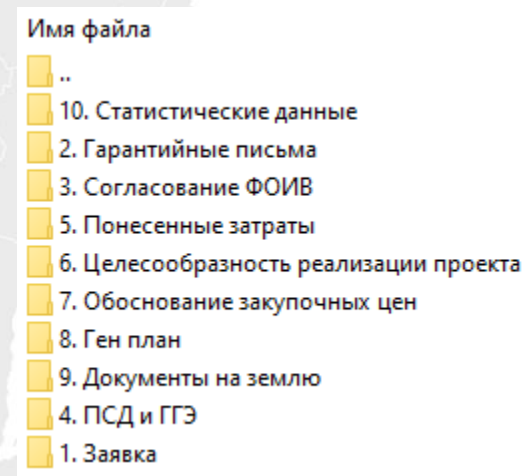 Имя файла
..
10. Статистические данные
2. Гарантийные письма
3. Согласование ФОИВ
5. Понесенные затраты
6. Целесообразность реализации проекта
7. Обоснование закупочных цен
8. Ген план
9. Документы на землю
4. ПСД и ГГЭ
1. Заявка